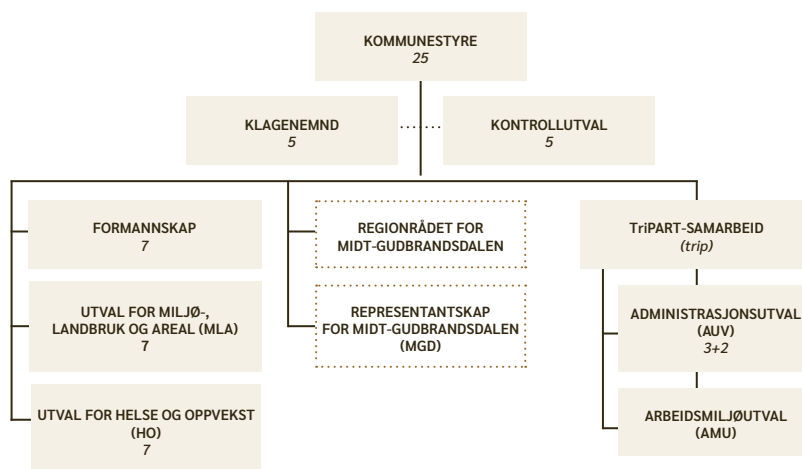 KOMMUNESTYRE
25
KLAGENEMND
5
KONTROLLUTVAL
5
FORMANNSKAP
7
UTVAL FOR MILJØ-,
LANDBRUK OG AREAL (MLA)
7
UTVAL FOR HELSE OG OPPVEKST
(HO)
7
REGIONRÅDET FOR
MIDT-GUDBRANDSDALEN
REPRESENTANTSKAP
FOR MIDT-GUDBRANDSDALEN
(MGD)
TriPART-SAMARBEID
(trip)
ADMINISTRASJONSUTVAL
(AUV)
3+2
ARBEIDSMILJØUTVAL
(AMU)